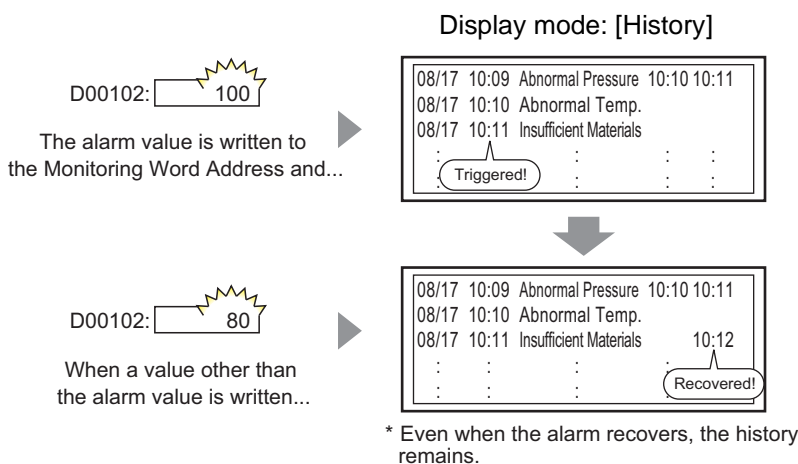 Display mode: [History]
D00102: 100
The alarm value is written to
the Monitoring Word Address and...
08/17 10:09 Abnormal Pressure 10:10 10:11
08/17 10:10 Abnormal Temp.
08/17 10:11 Insufficient Materials
: : : :
Triggered!
: : : :
D00102: 80
When a value other than
the alarm value is written...
08/17 10:09 Abnormal Pressure 10:10 10:11
08/17 10:10 Abnormal Temp.
08/17 10:11 Insufficient Materials 10:12
: : : :
Recovered!
: : : :
* Even when the alarm recovers, the history
remains.